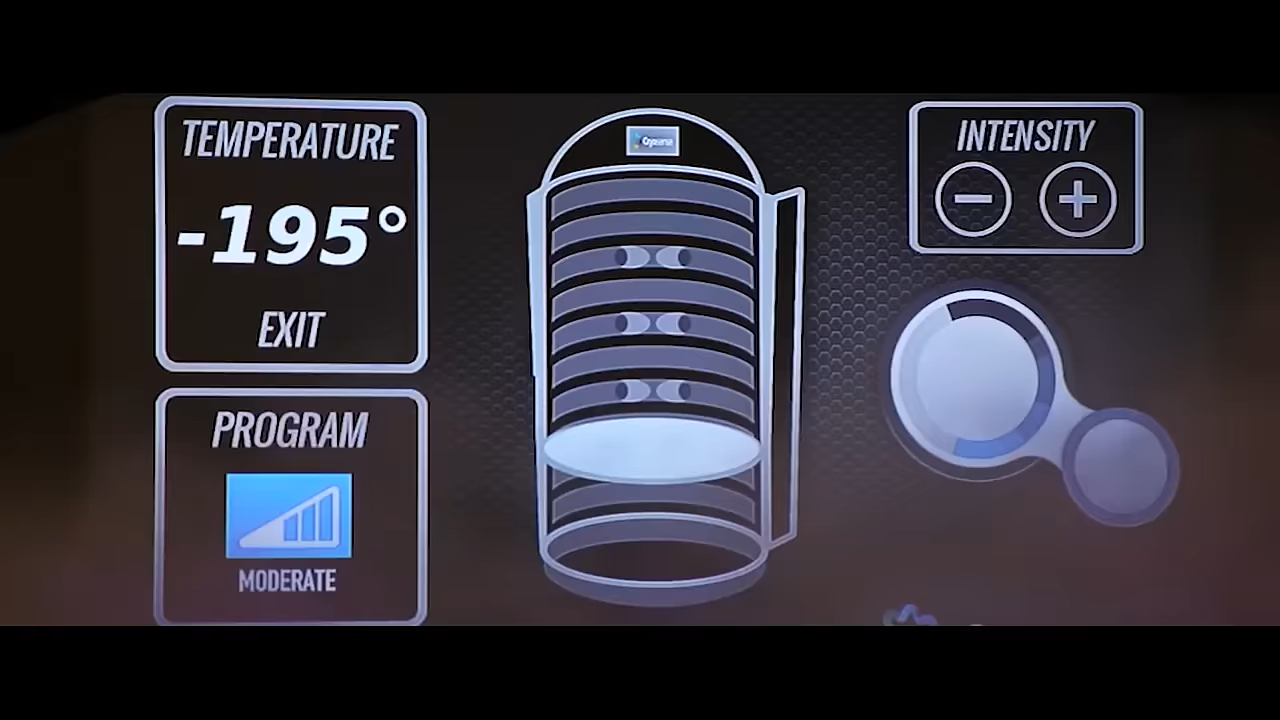 TEMPERATURE
-195°
EXIT
PROGRAM
MODERATE
INTENSITY